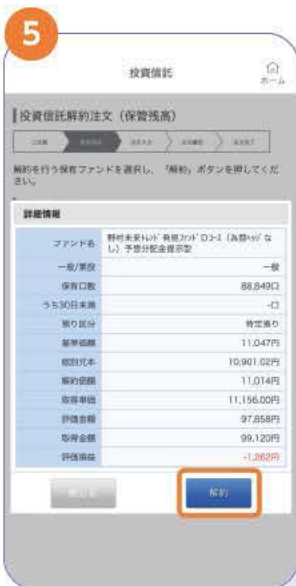 5
投資信託
ホーム
投資信託解約注文（保管残高）
解約を行う保有ファンドを選択し、「解約」ボタンを押してくだ
さい。
詳細情報
ファンド名 野村未来ﾄﾚﾝﾄﾞ発見ﾌｧﾝﾄﾞDｺｰｽ（為替ﾍｯｼﾞな
し）予想分配金提示型
一般/累投 一般
保有口数 88,849口
うち30日未満 -口
預り区分 特定預り
基準価額 11,047円
個別元本 10,901.02円
解約価額 11,014円
取得単価 11,156.00円
評価金額 97,858円
取得金額 99,120円
評価損益 -1,262円
閉じる
解約